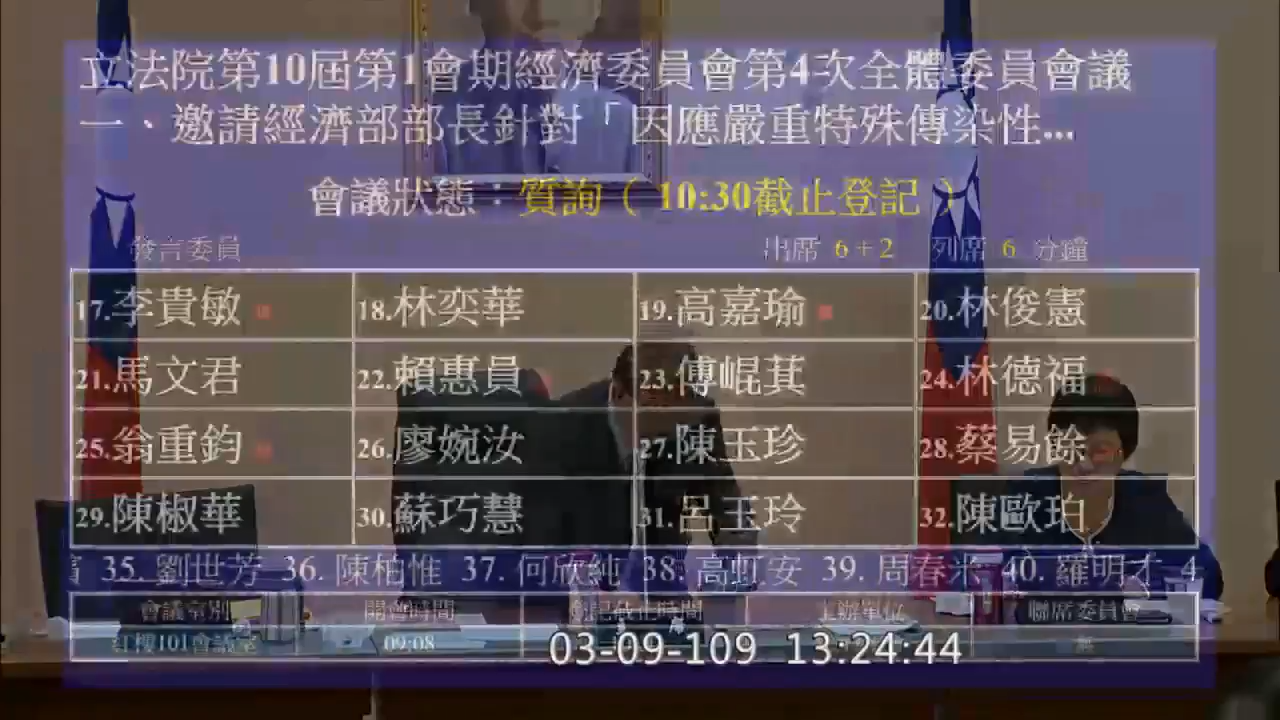 立法院第10屆第1會期經濟委員會第4次全體委員會議
一、邀請經濟部部長針對「因應嚴重特殊傳染性...
會議狀態：質詢（10:30截止登記）
發言委員 出席 6+2 列席 6 分鐘
17.李貴敏 18.林奕華 19.高嘉瑜 20.林俊憲
21.馬文君 22.賴惠員 23.傅崐萁 24.林德福
25.翁重鈞 26.廖婉汝 27.陳玉珍 28.蔡易餘
29.陳椒華 30.蘇巧慧 31.呂玉玲 32.陳歐珀
35. 劉世芳 36. 陳柏惟 37. 何欣純 38. 高虹安 39. 周春米 40. 羅明才 4
會議室別 開會時間 登記截止時間 主辦單位 聯席委員會
紅樓101會議室 09:08 無
03-09-109 13:24:44